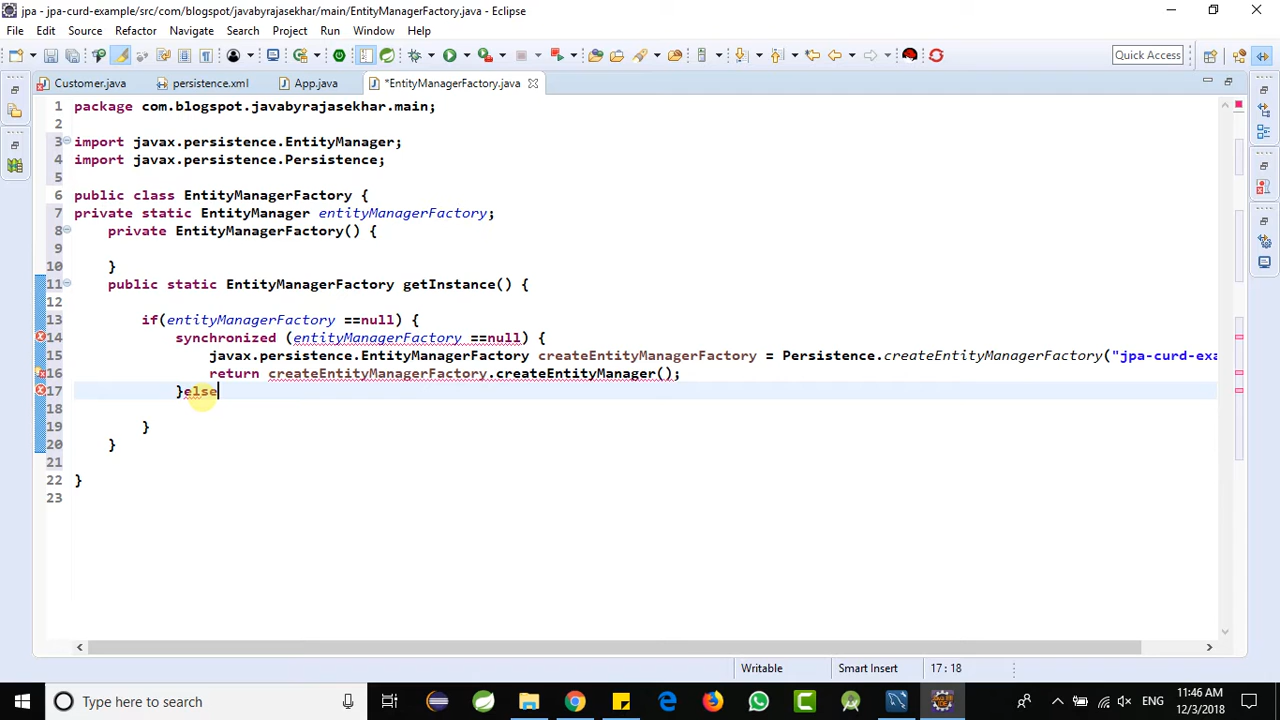 jpa - jpa-curd-example/src/com/blogspot/javabyrajasekhar/main/EntityManagerFactory.java - Eclipse
File Edit Source Refactor Navigate Search Project Run Window Help
Quick Access
Customer.java persistence.xml App.java *EntityManagerFactory.java
1 package com.blogspot.javabyrajasekhar.main;
2
3 import javax.persistence.EntityManager;
4 import javax.persistence.Persistence;
5
6 public class EntityManagerFactory {
7 private static EntityManager entityManagerFactory;
8 private EntityManagerFactory() {
9
10 }
11 public static EntityManagerFactory getInstance() {
12
13 if(entityManagerFactory ==null) {
14 synchronized (entityManagerFactory ==null) {
15 javax.persistence.EntityManagerFactory createEntityManagerFactory = Persistence.createEntityManagerFactory("jpa-curd-exa
16 return createEntityManagerFactory.createEntityManager();
17 }else
18
19 }
20 }
21
22 }
23
Writable Smart Insert 17 : 18
Type here to search
ENG
11:46 AM
12/3/2018